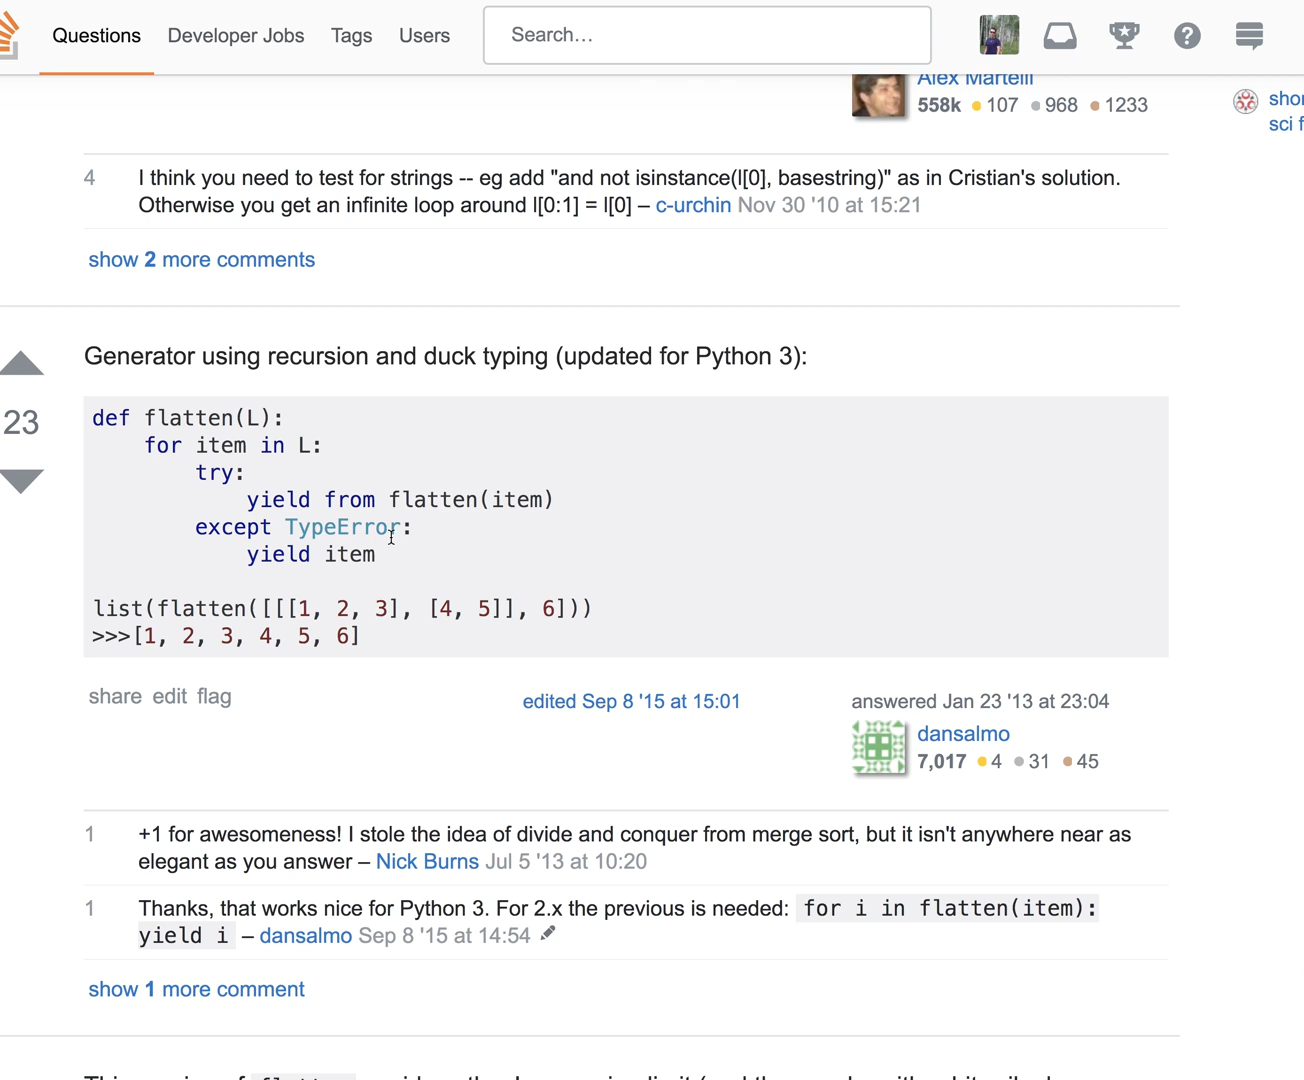 Questions Developer Jobs Tags Users Search…
Alex Martelli
558k 107 968 1233
shor
sci f
4 I think you need to test for strings -- eg add "and not isinstance(l[0], basestring)" as in Cristian's solution.
Otherwise you get an infinite loop around l[0:1] = l[0] – c-urchin Nov 30 '10 at 15:21
show 2 more comments
Generator using recursion and duck typing (updated for Python 3):
23
def flatten(L):
    for item in L:
        try:
            yield from flatten(item)
        except TypeError:
            yield item
list(flatten([[[1, 2, 3], [4, 5]], 6]))
>>>[1, 2, 3, 4, 5, 6]
share edit flag edited Sep 8 '15 at 15:01 answered Jan 23 '13 at 23:04
dansalmo
7,017 4 31 45
1 +1 for awesomeness! I stole the idea of divide and conquer from merge sort, but it isn't anywhere near as
elegant as you answer – Nick Burns Jul 5 '13 at 10:20
1 Thanks, that works nice for Python 3. For 2.x the previous is needed: for i in flatten(item):
yield i – dansalmo Sep 8 '15 at 14:54
show 1 more comment